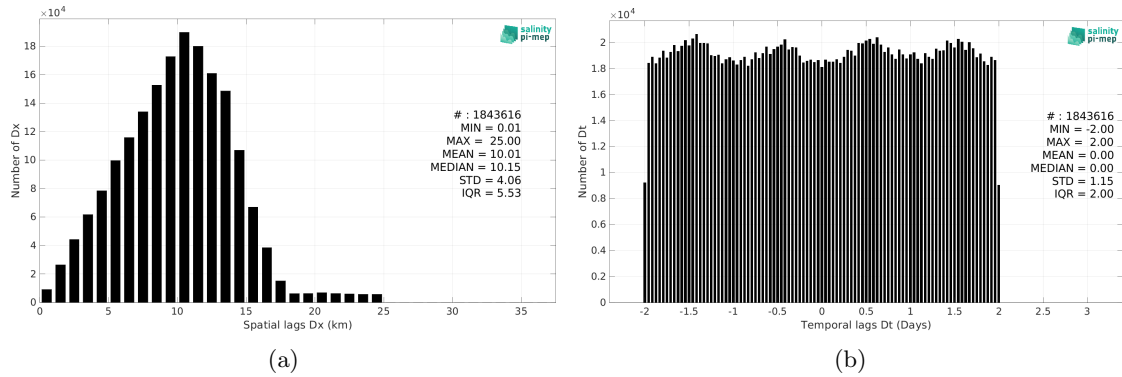 ×10⁴
18
16
14
12
10
8
6
4
2
0
Number of Dx
0 5 10 15 20 25 30 35
Spatial lags Dx (km)
salinity
pi-mep
# : 1843616
MIN = 0.01
MAX = 25.00
MEAN = 10.01
MEDIAN = 10.15
STD = 4.06
IQR = 5.53
(a)
×10⁴
2
1.8
1.6
1.4
1.2
1
0.8
0.6
0.4
0.2
0
Number of Dt
-2 -1.5 -1 -0.5 0 0.5 1 1.5 2 2.5 3
Temporal lags Dt (Days)
salinity
pi-mep
# : 1843616
MIN = -2.00
MAX = 2.00
MEAN = 0.00
MEDIAN = 0.00
STD = 1.15
IQR = 2.00
(b)